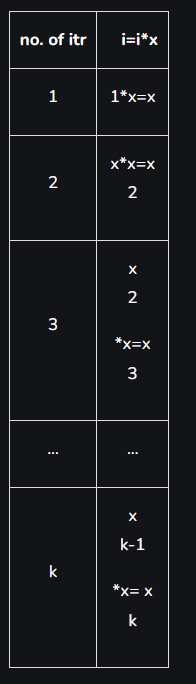 no. of itr i=i*x
1 1*x=x
2 x*x=x
2
3 x
2
*x=x
3
... ...
k x
k-1
*x= x
k